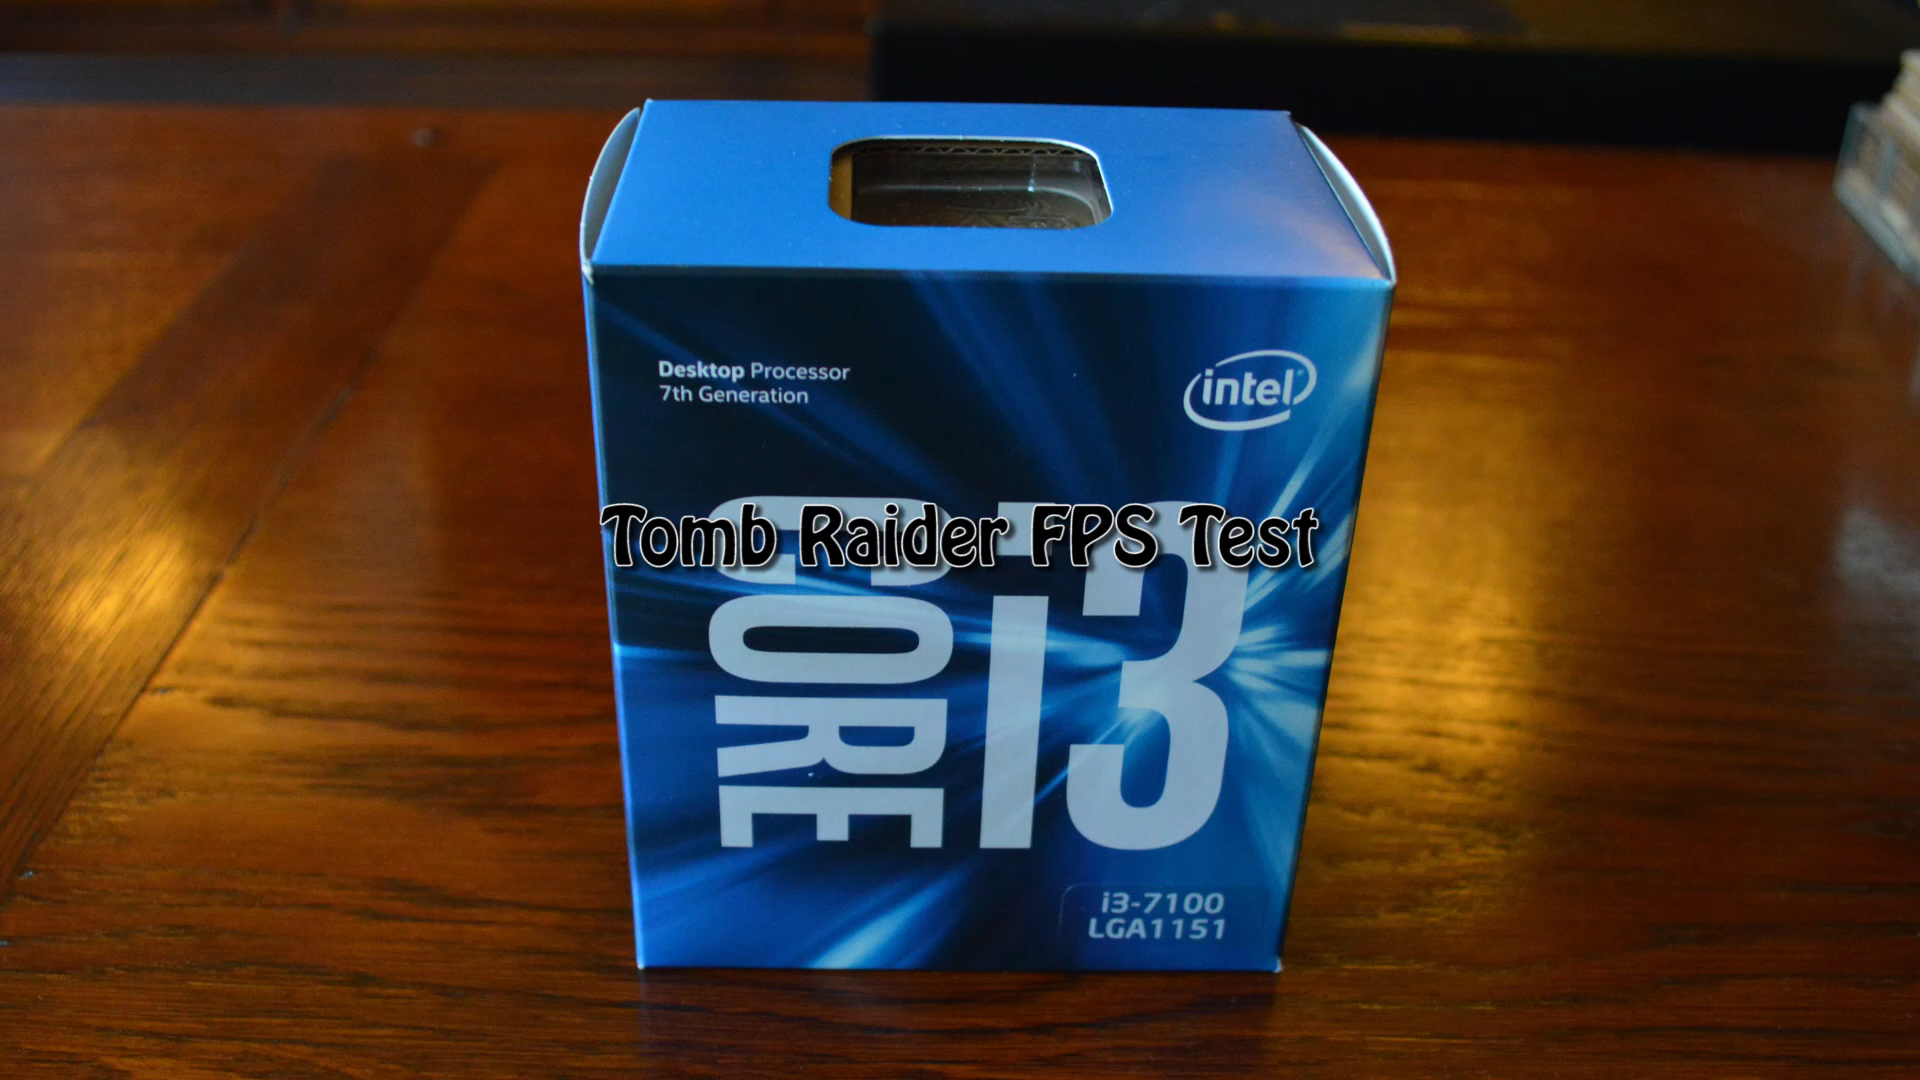 Desktop Processor
7th Generation
intel
Tomb Raider FPS Test
CORE i3
i3-7100
LGA1151